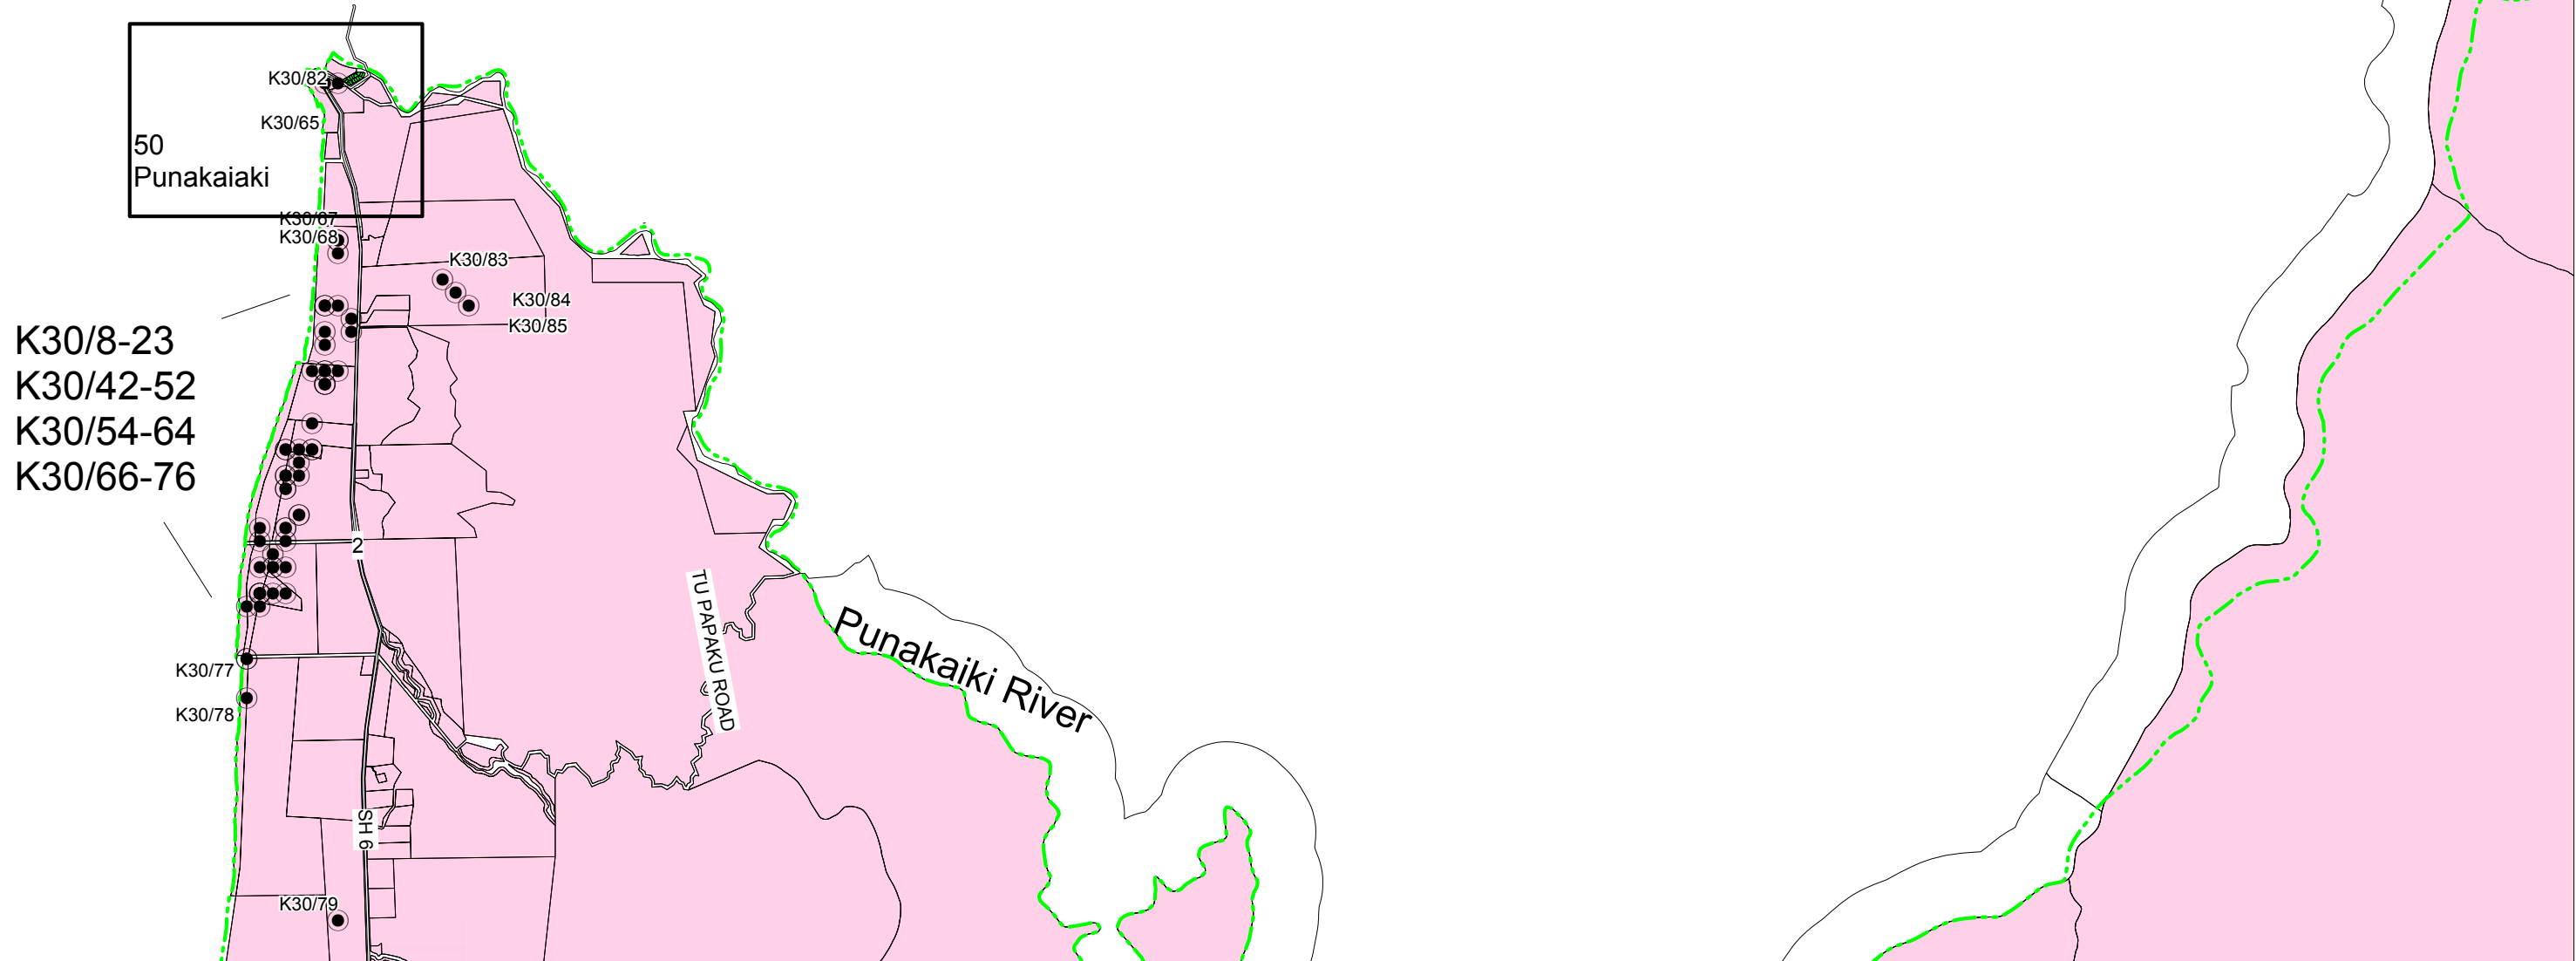 K30/82
K30/65
50
Punakaiaki
K30/67
K30/68
K30/83
K30/84
K30/85
K30/8-23
K30/42-52
K30/54-64
K30/66-76
2
TU PAPAKU ROAD
Punakaiki River
K30/77
K30/78
SH 6
K30/79